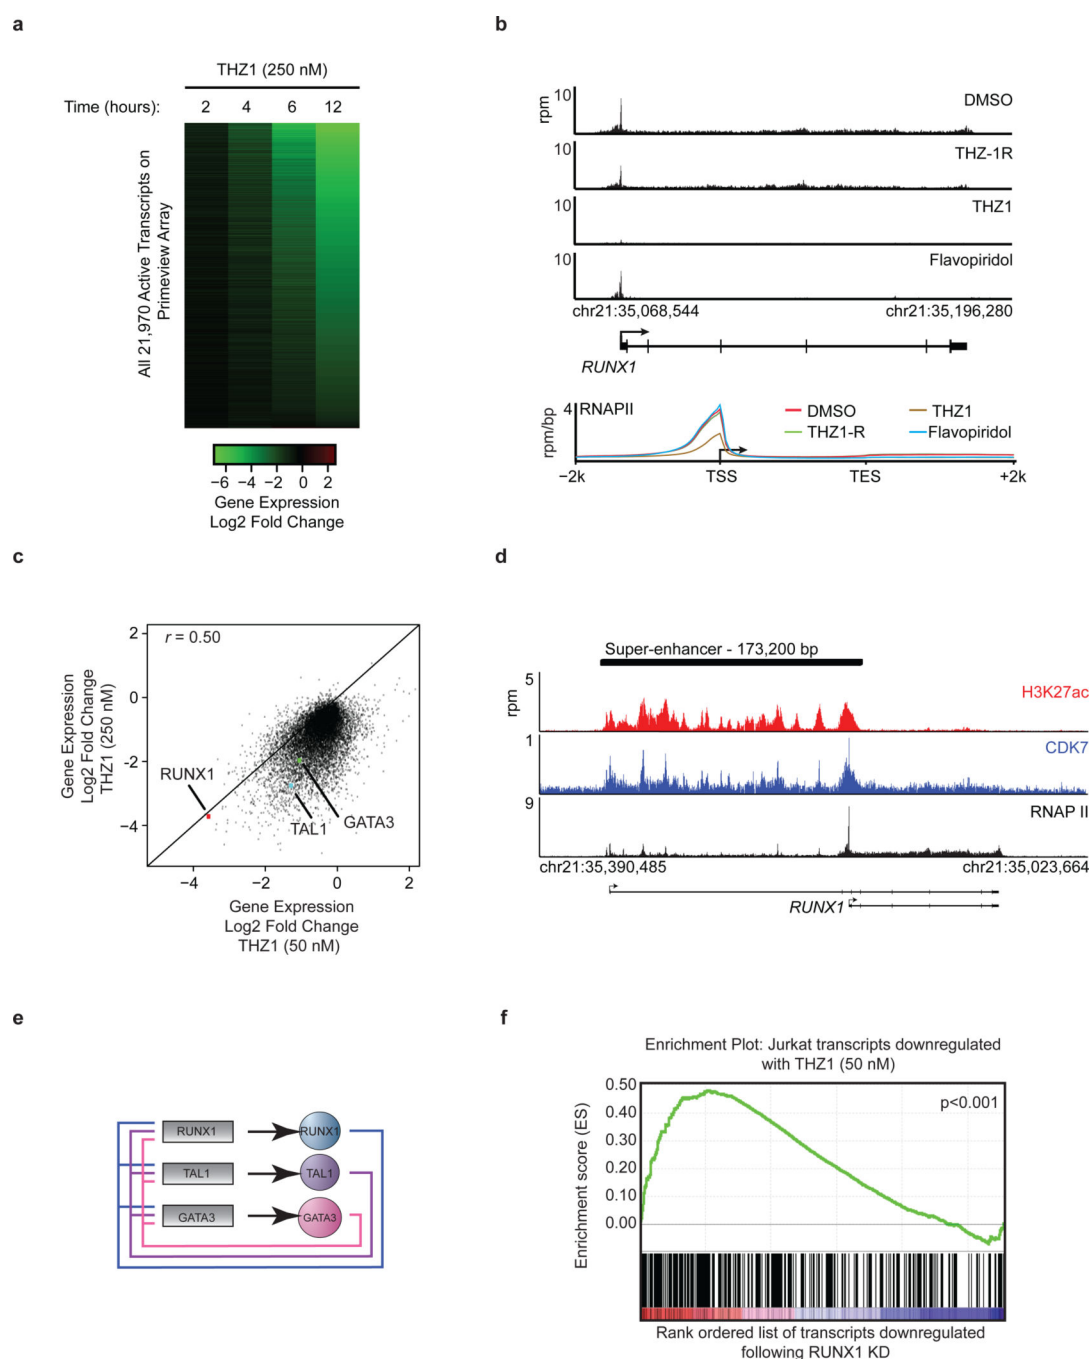 a
THZ1 (250 nM)
Time (hours):
2
4
6
12
All 21,970 Active Transcripts on
Primeview Array
−6
−4
−2
0
2
Gene Expression
Log2 Fold Change
b
rpm
10
DMSO
10
THZ-1R
10
THZ1
10
Flavopiridol
chr21:35,068,544
chr21:35,196,280
RUNX1
rpm/bp
4
RNAPII
DMSO
THZ1
THZ1-R
Flavopiridol
−2k
TSS
TES
+2k
c
Gene Expression
Log2 Fold Change
THZ1 (250 nM)
2
0
−2
−4
r = 0.50
RUNX1
TAL1
GATA3
−4
−2
0
2
Gene Expression
Log2 Fold Change
THZ1 (50 nM)
d
Super-enhancer - 173,200 bp
rpm
5
H3K27ac
1
CDK7
9
RNAP II
chr21:35,390,485
chr21:35,023,664
RUNX1
e
RUNX1
RUNX1
TAL1
TAL1
GATA3
GATA3
f
Enrichment Plot: Jurkat transcripts downregulated
with THZ1 (50 nM)
Enrichment score (ES)
0.50
0.40
0.30
0.20
0.10
0.00
p<0.001
Rank ordered list of transcripts downregulated
following RUNX1 KD